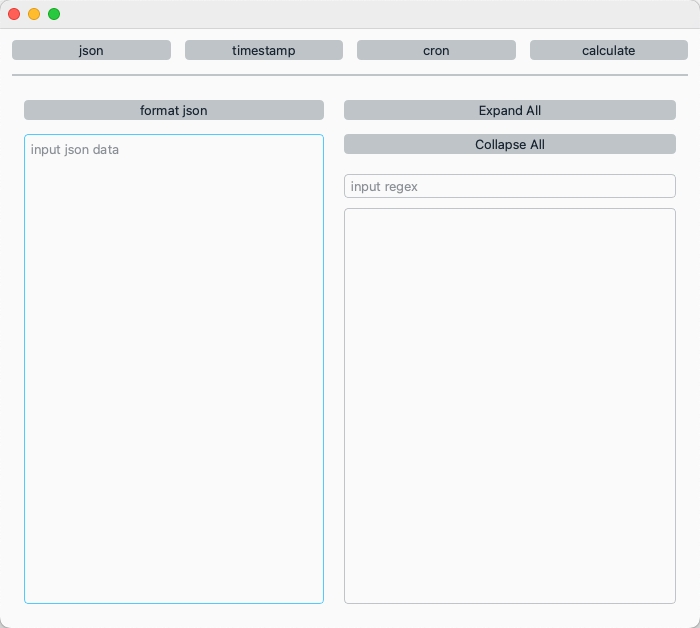 json
timestamp
cron
calculate
format json
Expand All
input json data
Collapse All
input regex